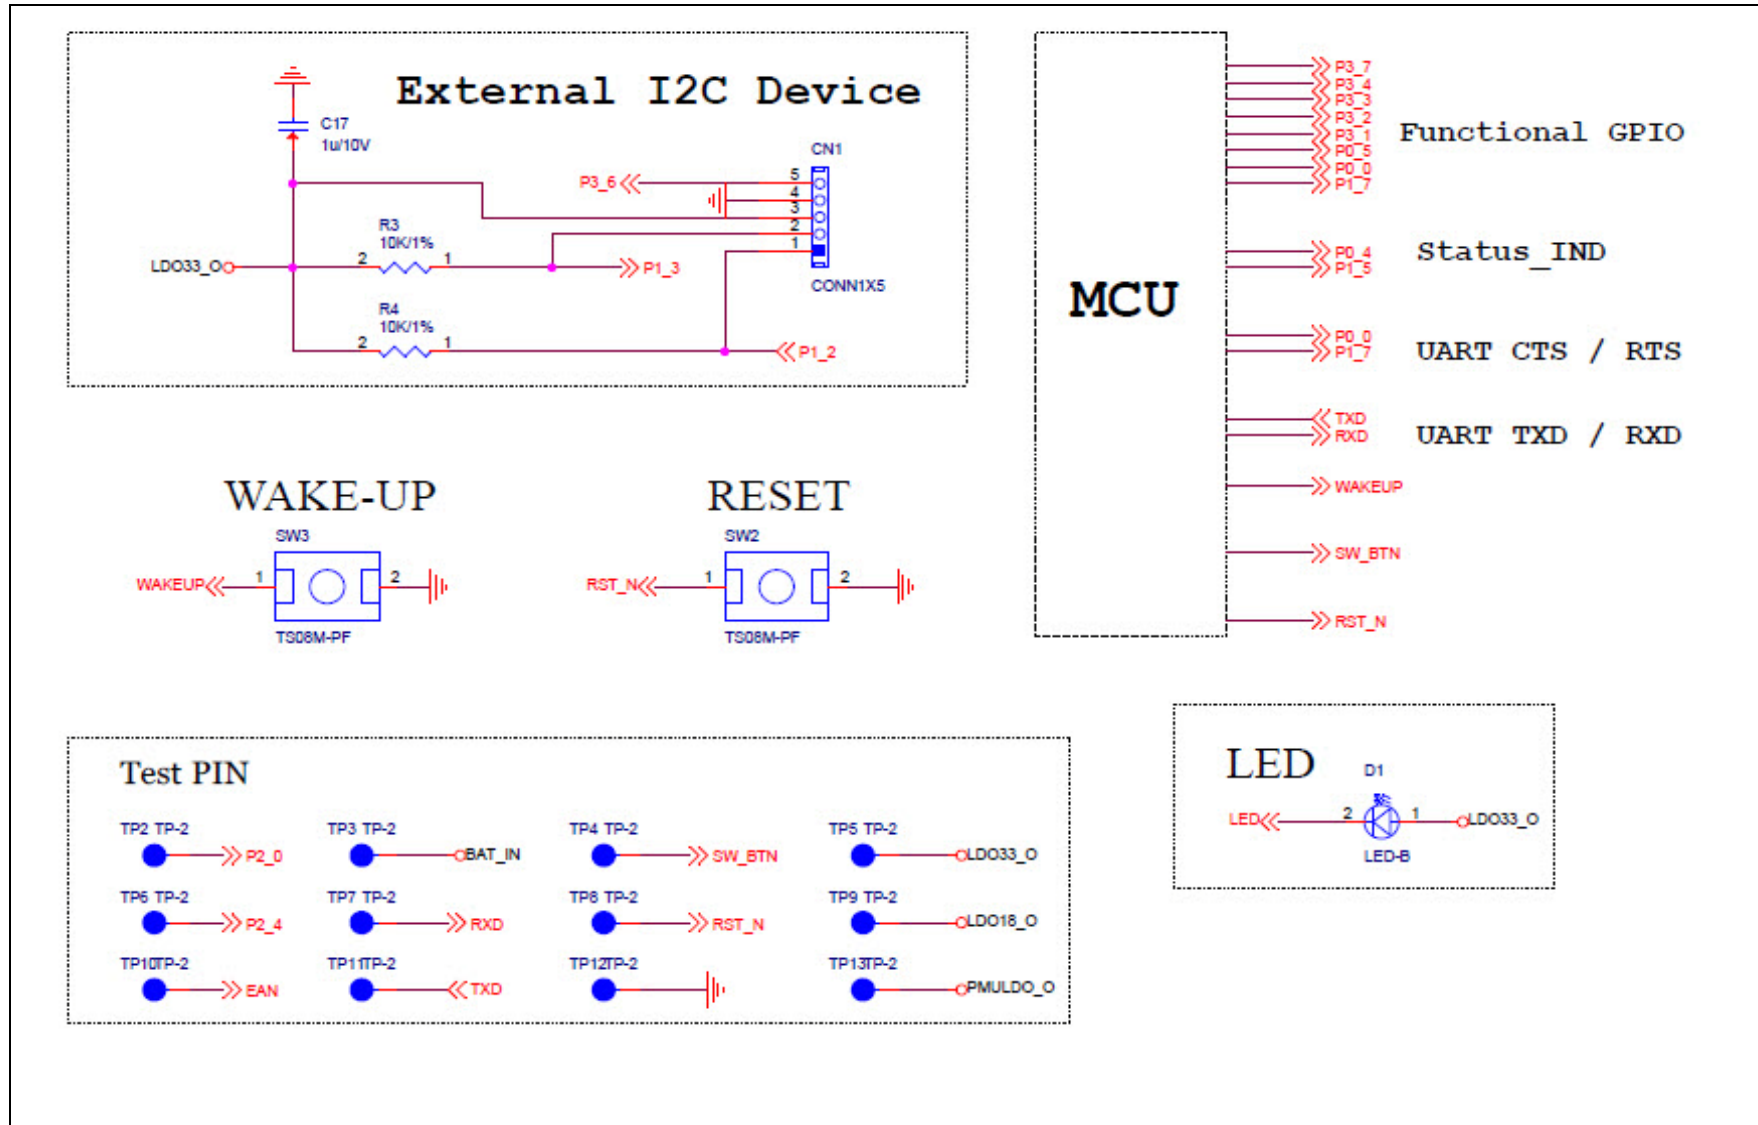 External I2C Device
C17
1u/10V
CN1
P3_6
5
4
3
2
1
R3
10K/1%
LDO33_O
2
1
P1_3
CONN1X5
R4
10K/1%
2
1
P1_2
MCU
P3_7
P3_4
P3_3
P3_2
P3_1
P0_5
P0_0
P1_7
Functional GPIO
P0_4
P1_5
Status_IND
P0_0
P1_7
UART CTS / RTS
TXD
RXD
UART TXD / RXD
WAKEUP
SW_BTN
RST_N
WAKE-UP
SW3
WAKEUP
1
2
TS08M-PF
RESET
SW2
RST_N
1
2
TS08M-PF
Test PIN
TP2 TP-2
P2_0
TP3 TP-2
BAT_IN
TP4 TP-2
SW_BTN
TP5 TP-2
LDO33_O
TP6 TP-2
P2_4
TP7 TP-2
RXD
TP8 TP-2
RST_N
TP9 TP-2
LDO18_O
TP10TP-2
EAN
TP11TP-2
TXD
TP12TP-2
TP13TP-2
PMULDO_O
LED
D1
LED
2
1
LDO33_O
LED-B